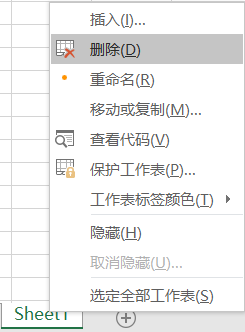 插入(I)...
删除(D)
重命名(R)
移动或复制(M)...
查看代码(V)
保护工作表(P)...
工作表标签颜色(T)
隐藏(H)
取消隐藏(U)...
选定全部工作表(S)
Sheet1